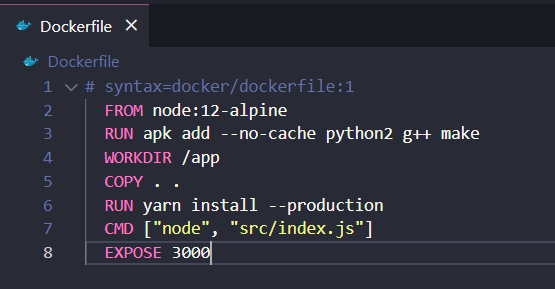 Dockerfile
Dockerfile
1 # syntax=docker/dockerfile:1
2 FROM node:12-alpine
3 RUN apk add --no-cache python2 g++ make
4 WORKDIR /app
5 COPY . .
6 RUN yarn install --production
7 CMD ["node", "src/index.js"]
8 EXPOSE 3000